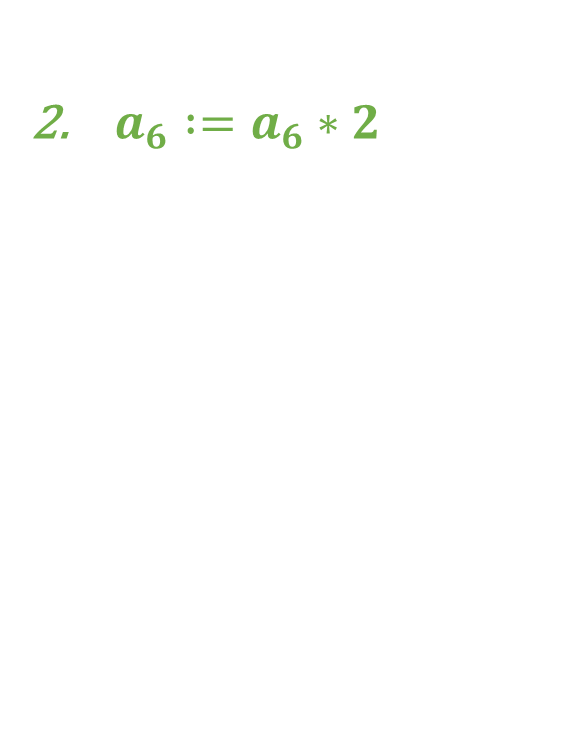 2. a₆ := a₆ * 2